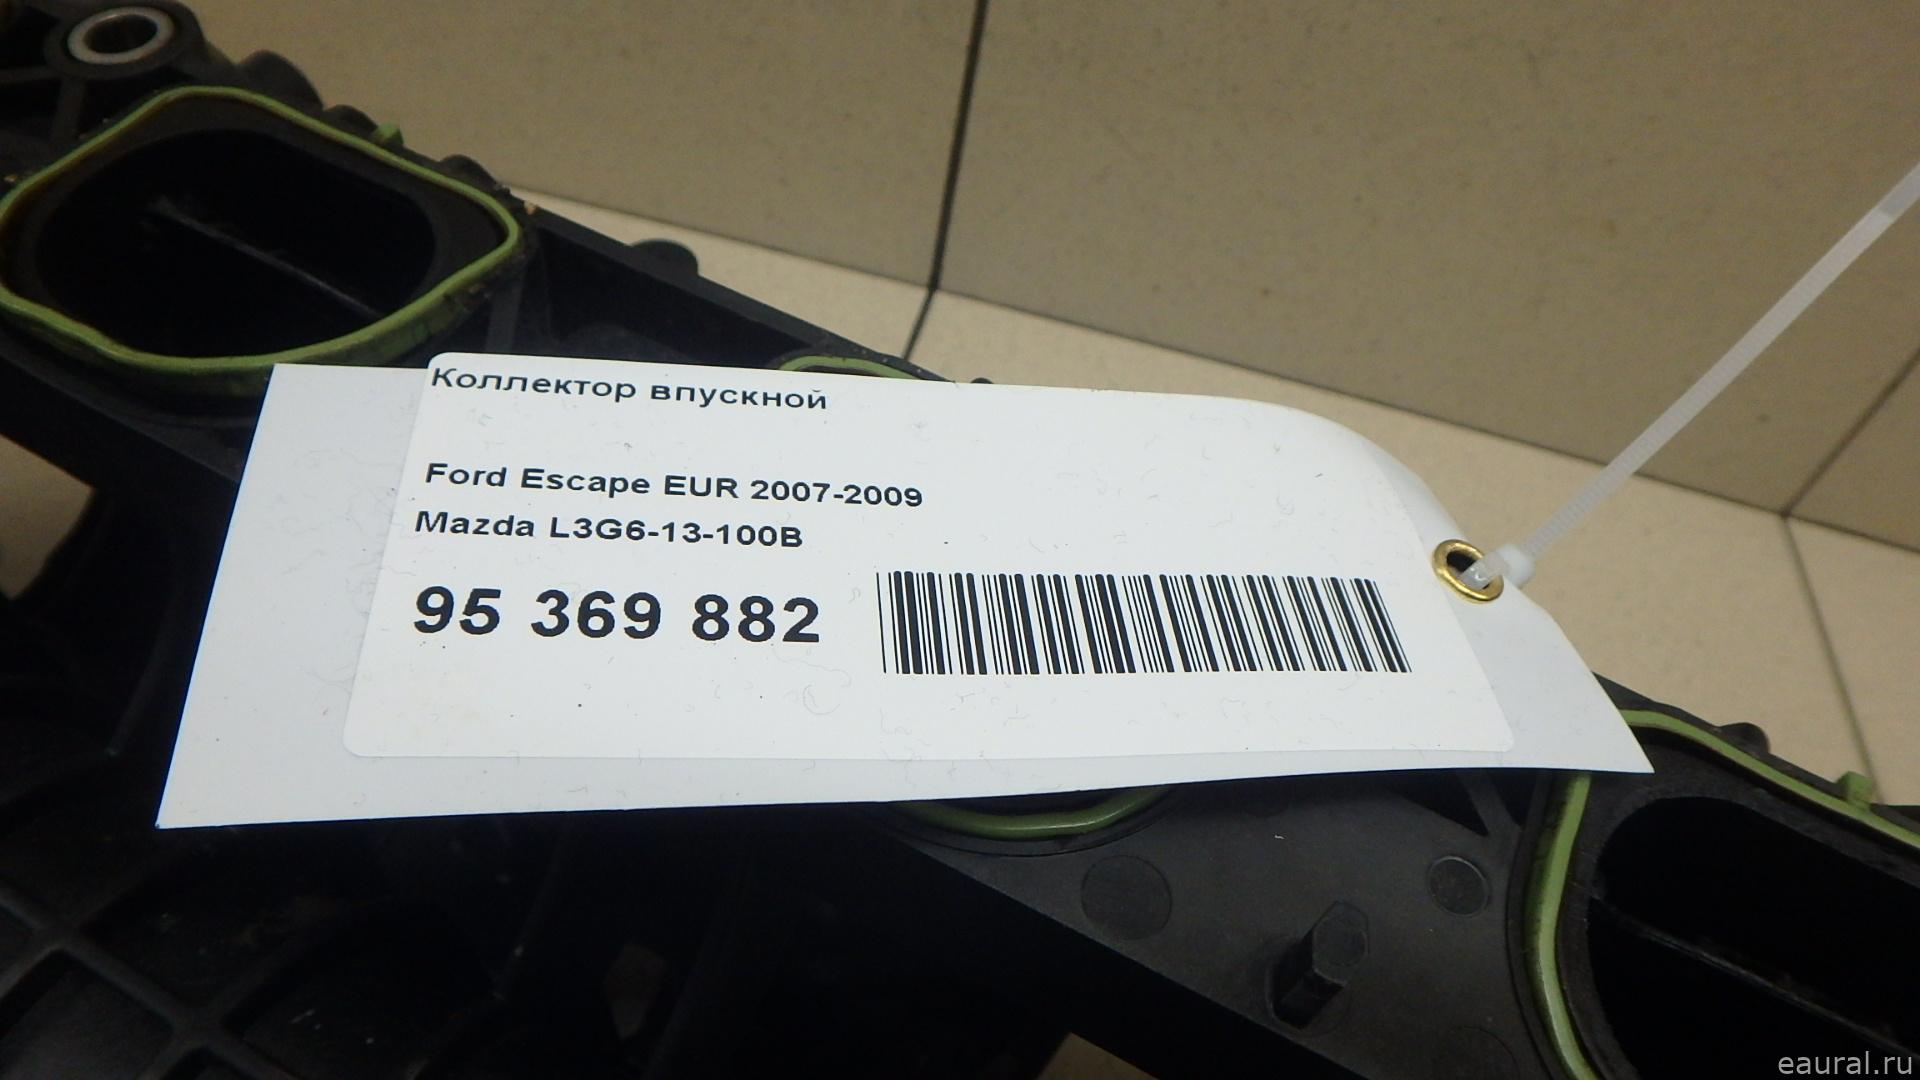 Коллектор впускной
Ford Escape EUR 2007-2009
Mazda L3G6-13-100B
95 369 882
eaural.ru